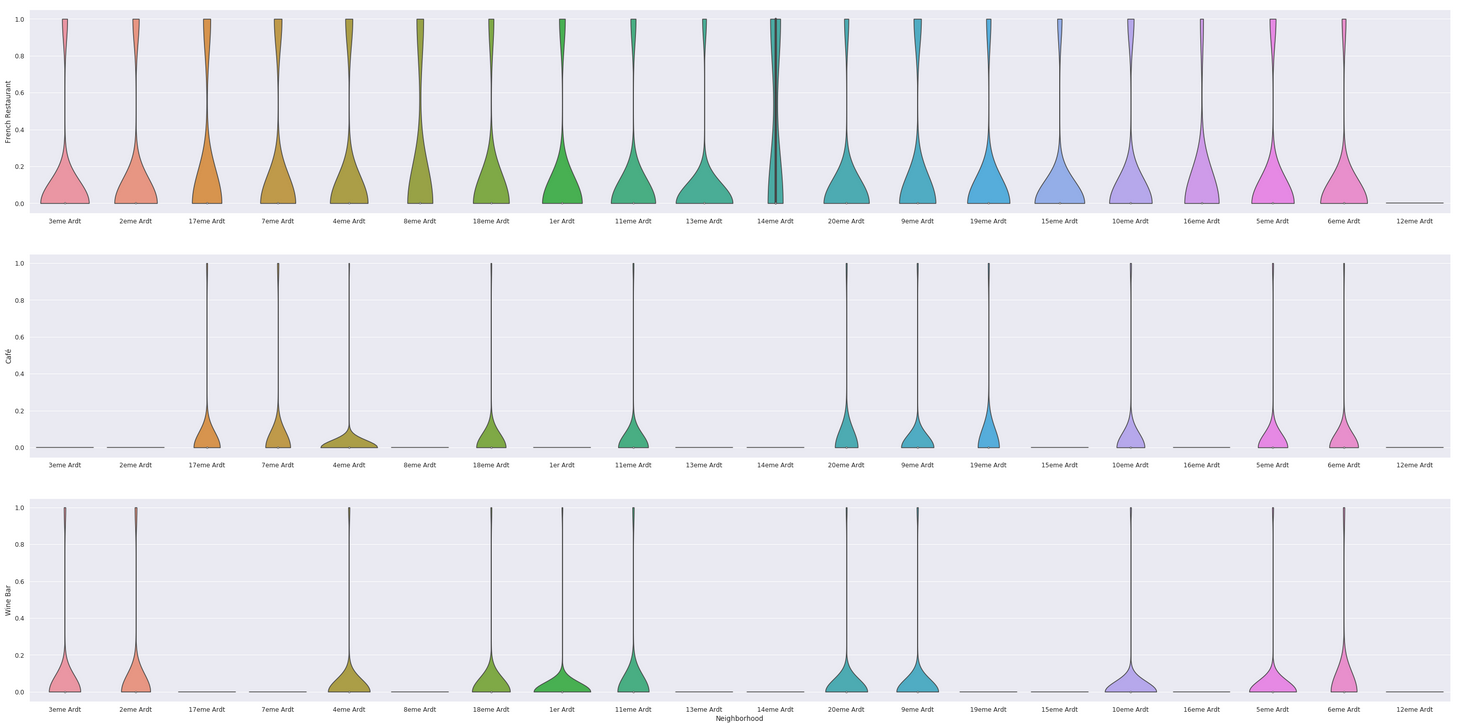 French Restaurant
1.0
0.8
0.6
0.4
0.2
0.0
3eme Ardt 2eme Ardt 17eme Ardt 7eme Ardt 4eme Ardt 8eme Ardt 18eme Ardt 1er Ardt 11eme Ardt 13eme Ardt 14eme Ardt 20eme Ardt 9eme Ardt 19eme Ardt 15eme Ardt 10eme Ardt 16eme Ardt 5eme Ardt 6eme Ardt 12eme Ardt
Café
1.0
0.8
0.6
0.4
0.2
0.0
3eme Ardt 2eme Ardt 17eme Ardt 7eme Ardt 4eme Ardt 8eme Ardt 18eme Ardt 1er Ardt 11eme Ardt 13eme Ardt 14eme Ardt 20eme Ardt 9eme Ardt 19eme Ardt 15eme Ardt 10eme Ardt 16eme Ardt 5eme Ardt 6eme Ardt 12eme Ardt
Wine Bar
1.0
0.8
0.6
0.4
0.2
0.0
3eme Ardt 2eme Ardt 17eme Ardt 7eme Ardt 4eme Ardt 8eme Ardt 18eme Ardt 1er Ardt 11eme Ardt 13eme Ardt 14eme Ardt 20eme Ardt 9eme Ardt 19eme Ardt 15eme Ardt 10eme Ardt 16eme Ardt 5eme Ardt 6eme Ardt 12eme Ardt
Neighborhood